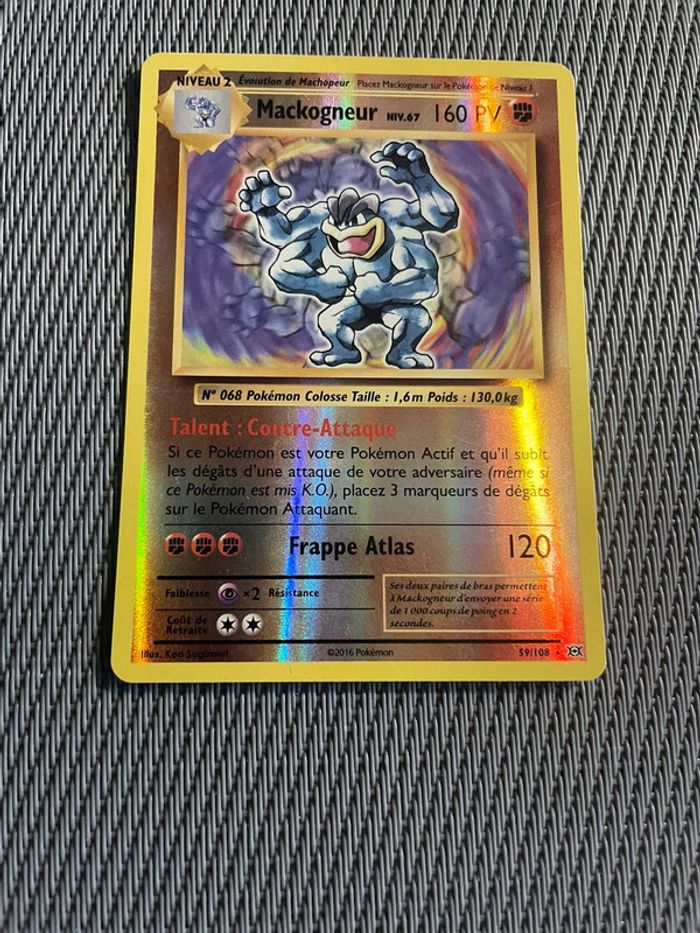 NIVEAU 2 Évolution de Machopeur Placez Mackogneur sur le Pokémon de Niveau 1
Mackogneur NIV.67 160 PV
N° 068 Pokémon Colosse Taille : 1,6 m Poids : 130,0 kg
Talent : Contre-Attaque
Si ce Pokémon est votre Pokémon Actif et qu'il subit
les dégâts d'une attaque de votre adversaire (même si
ce Pokémon est mis K.O.), placez 3 marqueurs de dégâts
sur le Pokémon Attaquant.
Frappe Atlas 120
Faiblesse ×2 Résistance
Coût de
Retraite
Ses deux paires de bras permettent
à Mackogneur d'envoyer une série
de 1 000 coups de poing en 2
secondes.
Illus. Ken Sugimori ©2016 Pokémon 59/108